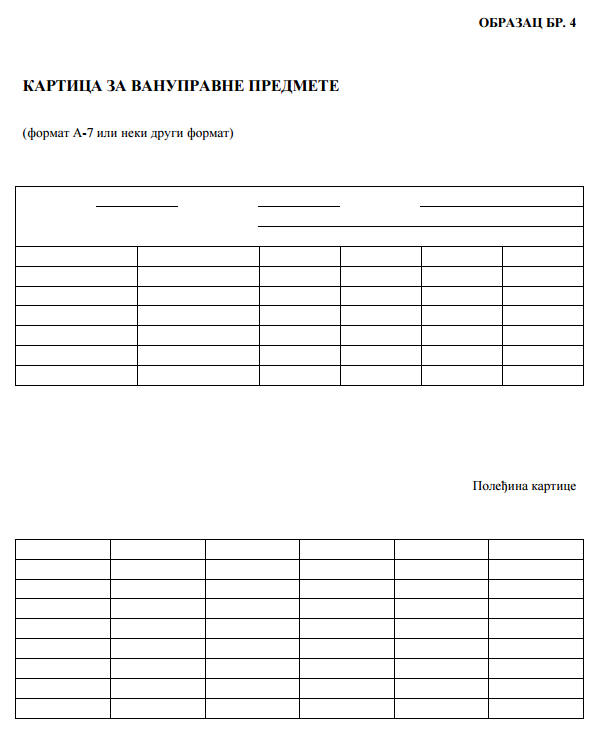 ОБРАЗАЦ БР. 4
КАРТИЦА ЗА ВАНУПРАВНЕ ПРЕДМЕТЕ
(формат А-7 или неки други формат)
Полеђина картице